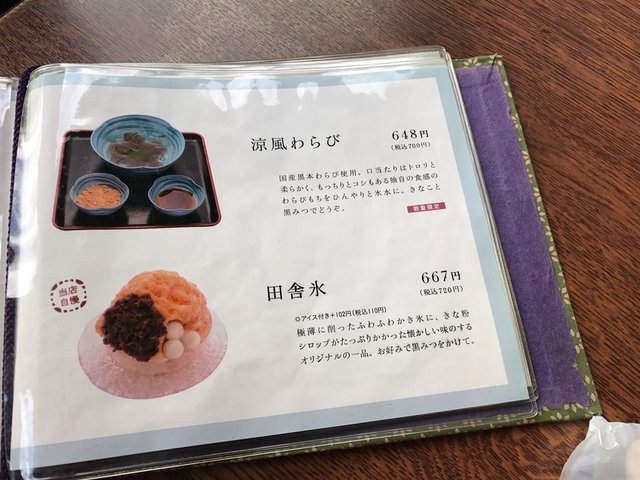 涼風わらび
648円
(税込700円)
国産黒本わらび使用。口当たりはトロリと
柔らかく、もっちりとコシもある独自の食感の
わらびもちをひんやりと氷水に、きなこと
黒みつでどうぞ。
数量限定
当店
自慢
田舎氷
667円
(税込720円)
◎アイス付き+102円(税込110円)
極薄に削ったふわふわかき氷に、きな粉
シロップがたっぷりかかった懐かしい味のする
オリジナルの一品。お好みで黒みつをかけて。